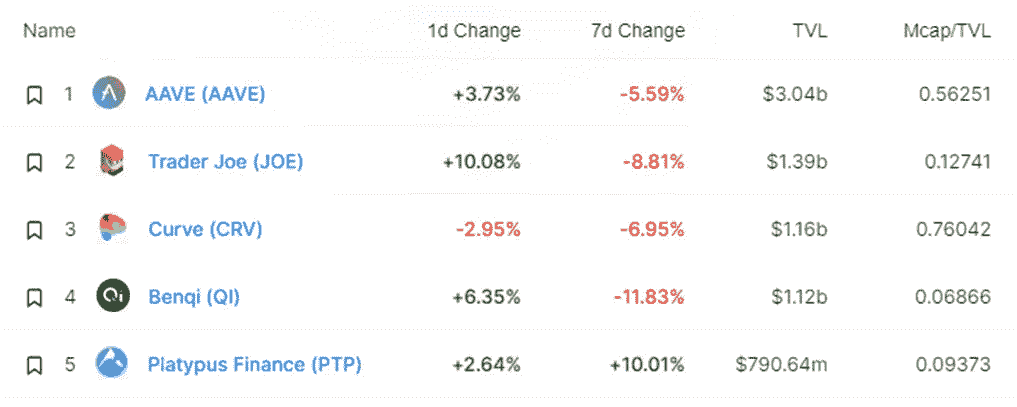 Name 1d Change 7d Change TVL Mcap/TVL
1 AAVE (AAVE) +3.73% -5.59% $3.04b 0.56251
2 Trader Joe (JOE) +10.08% -8.81% $1.39b 0.12741
3 Curve (CRV) -2.95% -6.95% $1.16b 0.76042
4 Benqi (QI) +6.35% -11.83% $1.12b 0.06866
5 Platypus Finance (PTP) +2.64% +10.01% $790.64m 0.09373